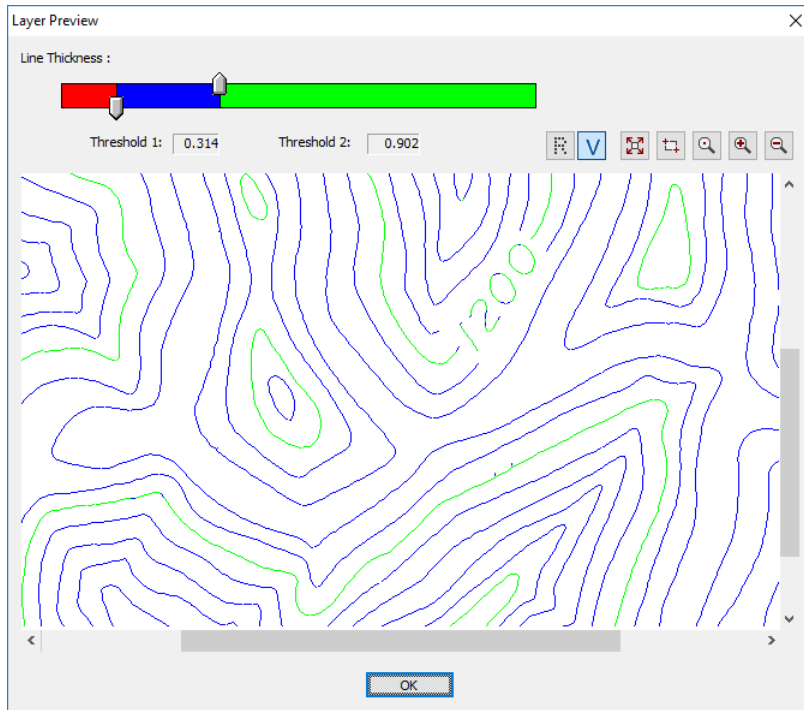 Layer Preview
Line Thickness :
Threshold 1: 0.314 Threshold 2: 0.902
R V
1200
OK